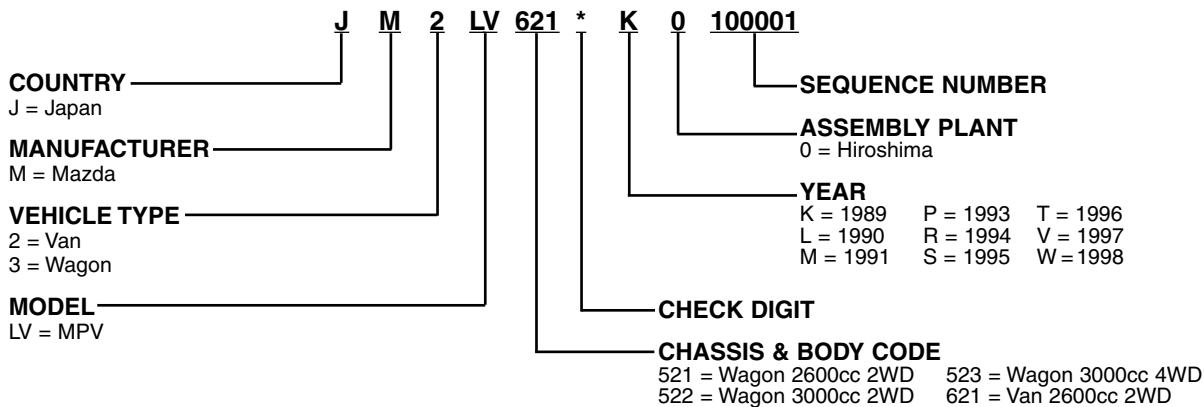 J M 2 LV 621 * K 0 100001
COUNTRY
J = Japan
MANUFACTURER
M = Mazda
VEHICLE TYPE
2 = Van
3 = Wagon
MODEL
LV = MPV
SEQUENCE NUMBER
ASSEMBLY PLANT
0 = Hiroshima
YEAR
K = 1989 P = 1993 T = 1996
L = 1990 R = 1994 V = 1997
M = 1991 S = 1995 W = 1998
CHECK DIGIT
CHASSIS & BODY CODE
521 = Wagon 2600cc 2WD 523 = Wagon 3000cc 4WD
522 = Wagon 3000cc 2WD 621 = Van 2600cc 2WD